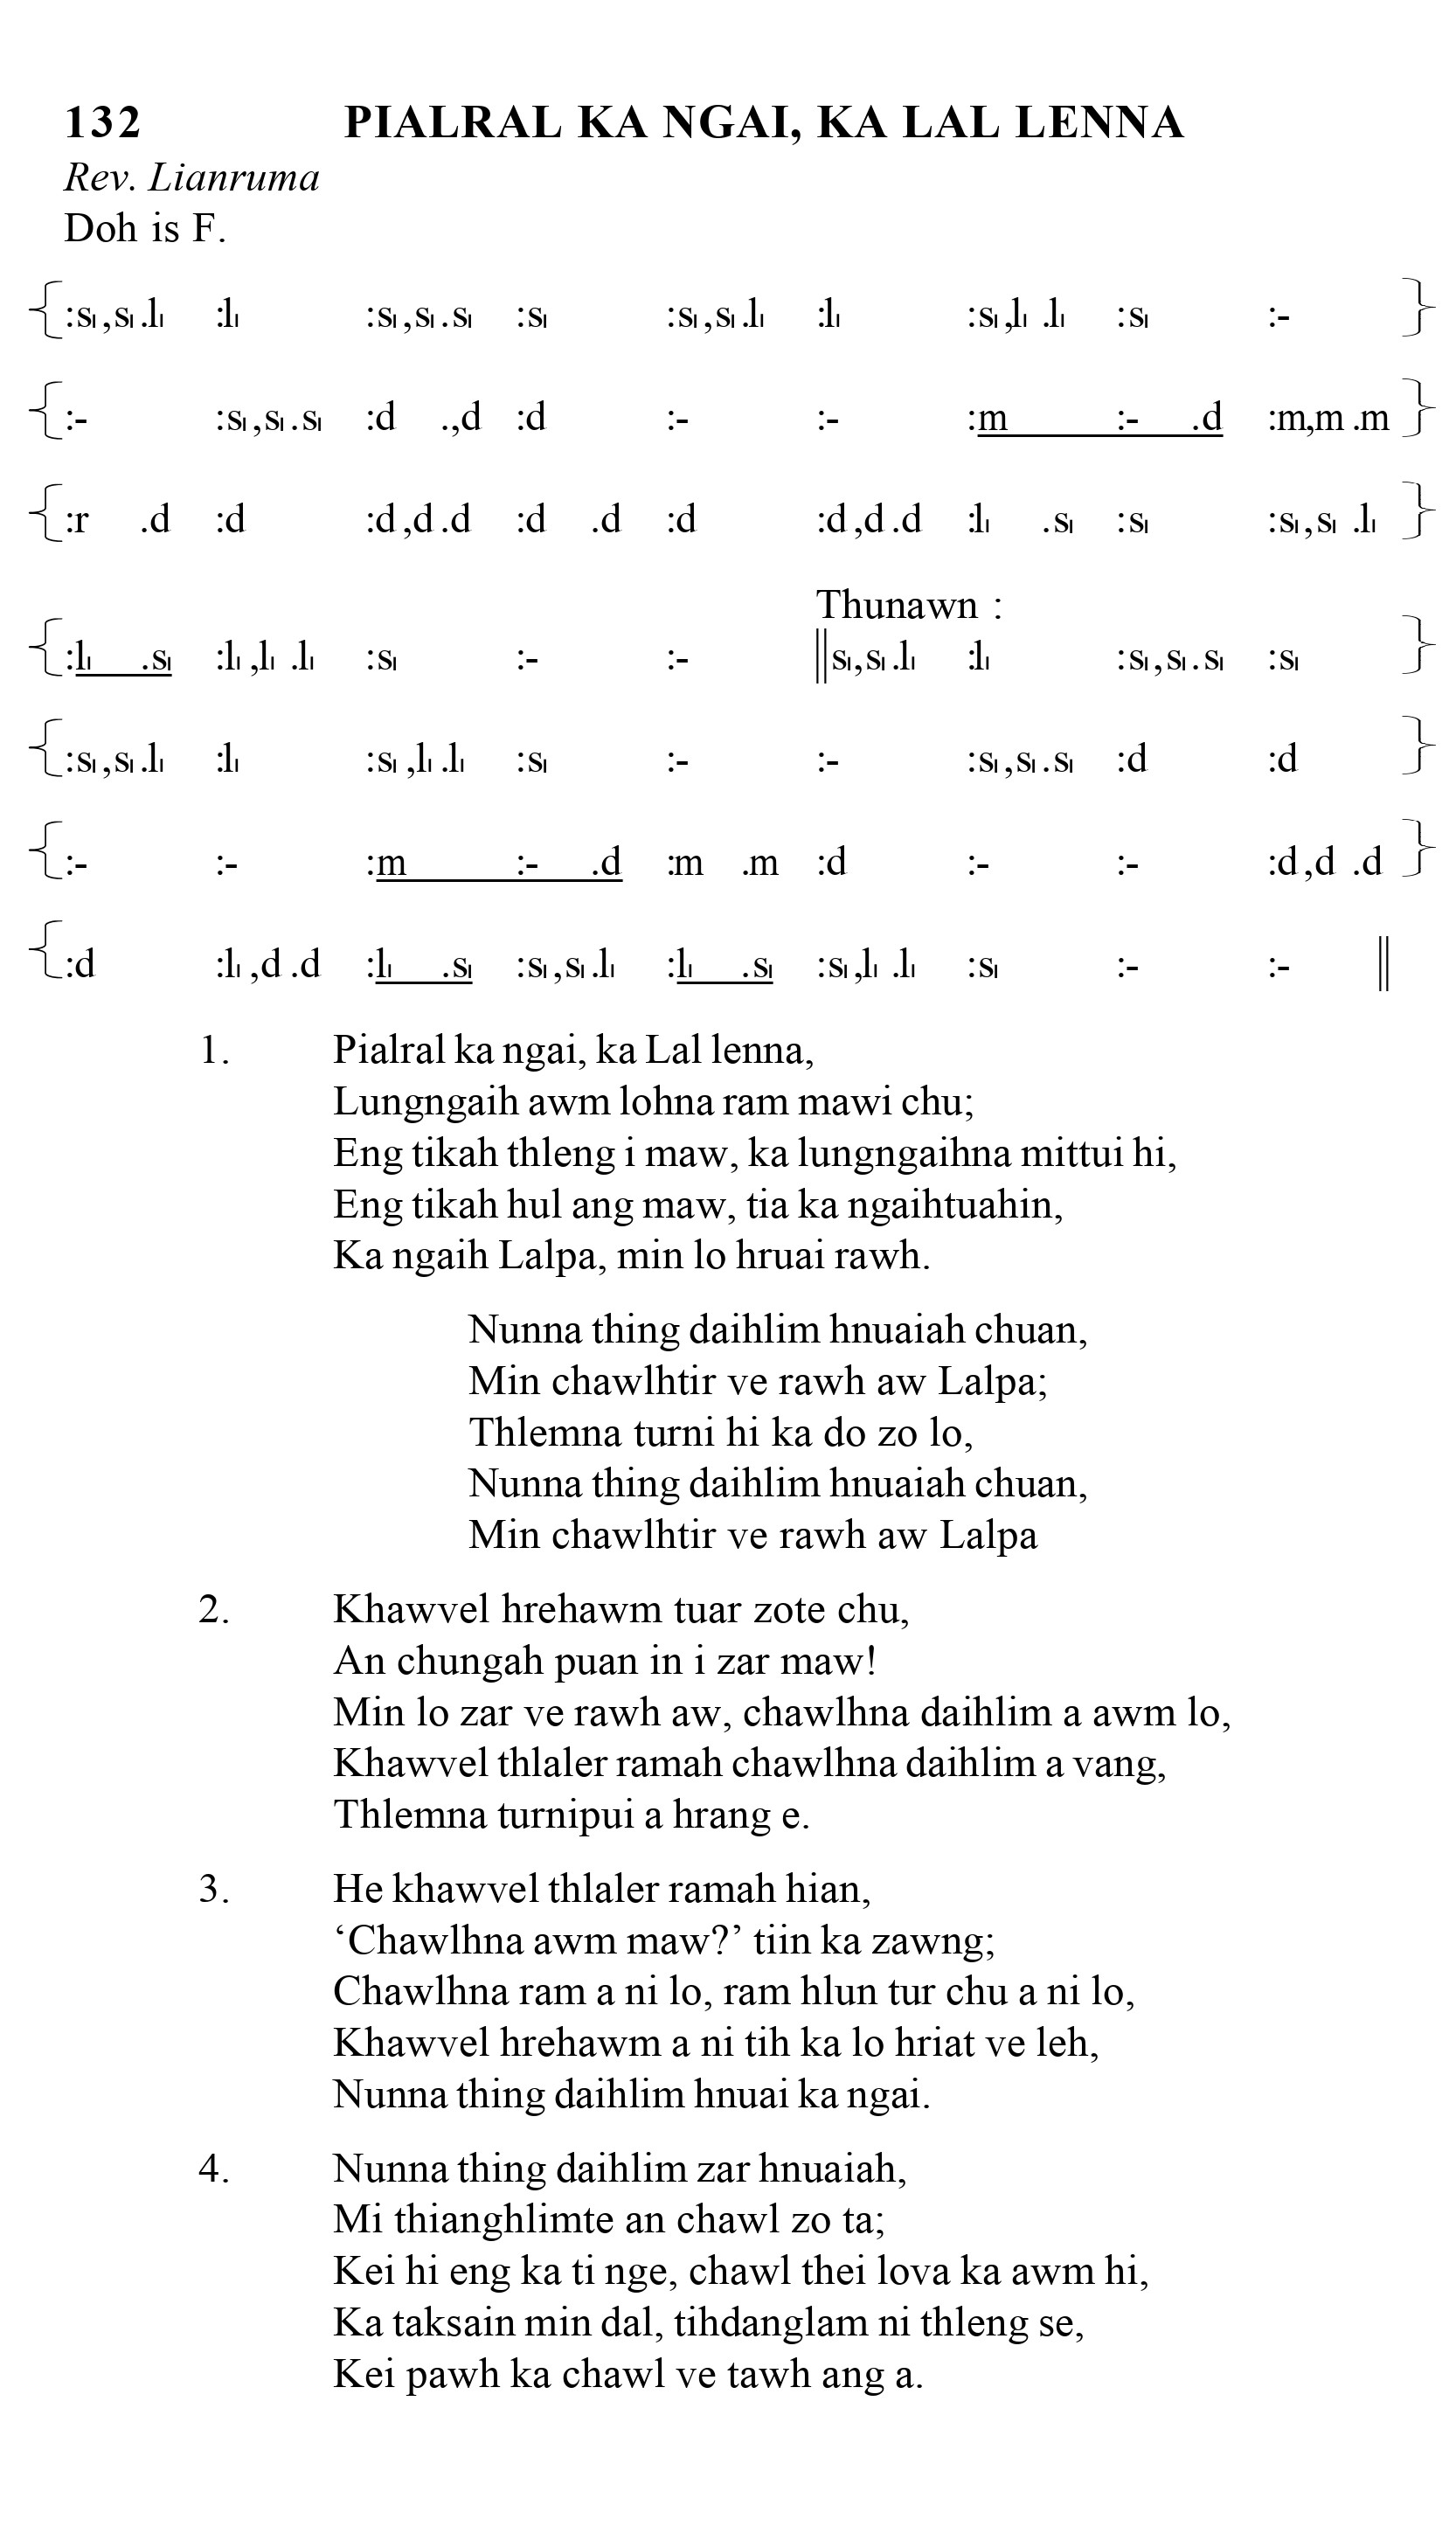 132 PIALRAL KA NGAI, KA LAL LENNA
Rev. Lianruma
Doh is F.
{:s₁,s₁.l₁ :l₁ :s₁,s₁.s₁ :s₁ :s₁,s₁.l₁ :l₁ :s₁,l₁.l₁ :s₁ :- }
{:- :s₁,s₁.s₁ :d .,d :d :- :- :m :- .d :m,m.m }
{:r .d :d :d,d.d :d .d :d :d,d.d :l₁ .s₁ :s₁ :s₁,s₁.l₁ }
Thunawn :
{:l₁ .s₁ :l₁,l₁.l₁ :s₁ :- :- ‖s₁,s₁.l₁ :l₁ :s₁,s₁.s₁ :s₁ }
{:s₁,s₁.l₁ :l₁ :s₁,l₁.l₁ :s₁ :- :- :s₁,s₁.s₁ :d :d }
{:- :- :m :- .d :m .m :d :- :- :d,d.d }
{:d :l₁,d.d :l₁ .s₁ :s₁,s₁.l₁ :l₁ .s₁ :s₁,l₁.l₁ :s₁ :- :- ‖
1. Pialral ka ngai, ka Lal lenna,
Lungngaih awm lohna ram mawi chu;
Eng tikah thleng i maw, ka lungngaihna mittui hi,
Eng tikah hul ang maw, tia ka ngaihtuahin,
Ka ngaih Lalpa, min lo hruai rawh.
Nunna thing daihlim hnuaiah chuan,
Min chawlhtir ve rawh aw Lalpa;
Thlemna turni hi ka do zo lo,
Nunna thing daihlim hnuaiah chuan,
Min chawlhtir ve rawh aw Lalpa
2. Khawvel hrehawm tuar zote chu,
An chungah puan in i zar maw!
Min lo zar ve rawh aw, chawlhna daihlim a awm lo,
Khawvel thlaler ramah chawlhna daihlim a vang,
Thlemna turnipui a hrang e.
3. He khawvel thlaler ramah hian,
‘Chawlhna awm maw?’ tiin ka zawng;
Chawlhna ram a ni lo, ram hlun tur chu a ni lo,
Khawvel hrehawm a ni tih ka lo hriat ve leh,
Nunna thing daihlim hnuai ka ngai.
4. Nunna thing daihlim zar hnuaiah,
Mi thianghlimte an chawl zo ta;
Kei hi eng ka ti nge, chawl thei lova ka awm hi,
Ka taksain min dal, tihdanglam ni thleng se,
Kei pawh ka chawl ve tawh ang a.